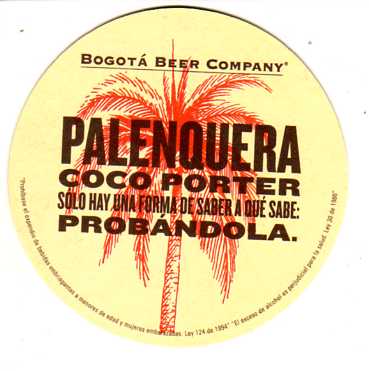 BOGOTÁ BEER COMPANY®
PALENQUERA
COCO PORTER
SÓLO HAY UNA FORMA DE SABER A QUÉ SABE:
PROBÁNDOLA.
"Prohíbese el expendio de bebidas embriagantes a menores de edad y mujeres embarazadas. Ley 124 de 1994" "El exceso de alcohol es perjudicial para la salud. Ley 30 de 1986"